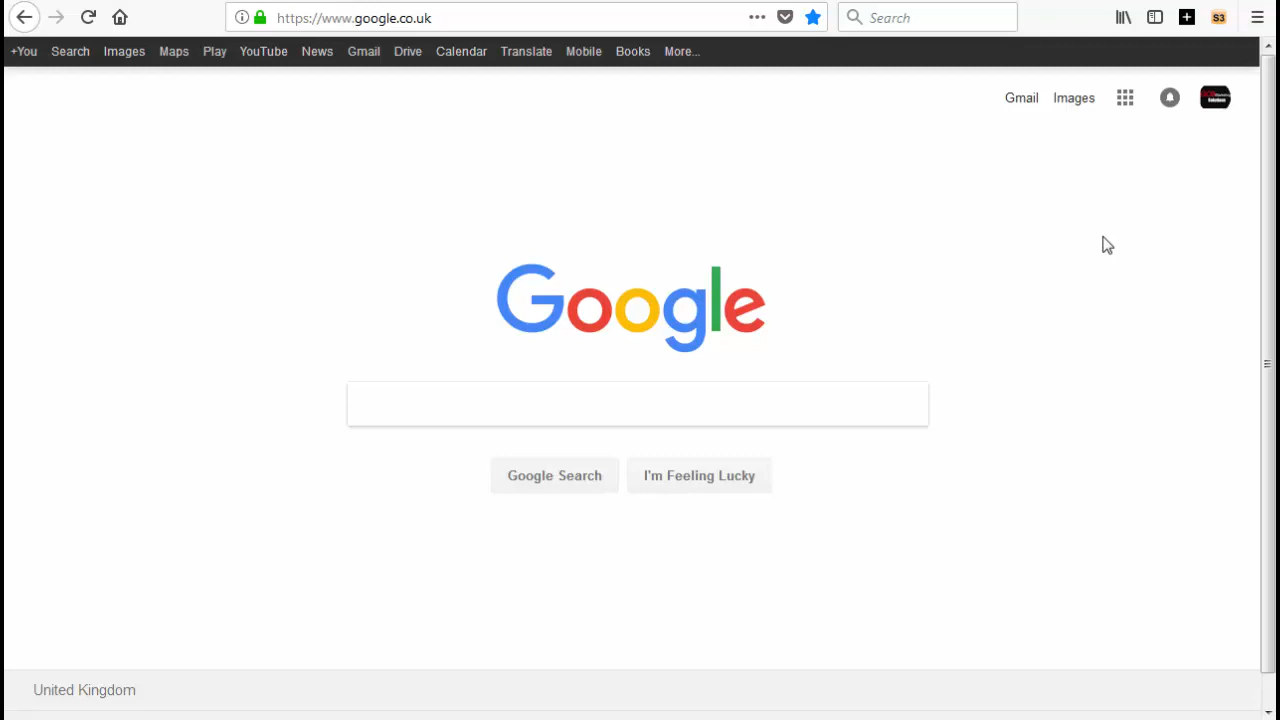 https://www.google.co.uk
Search
S3
+You Search Images Maps Play YouTube News Gmail Drive Calendar Translate Mobile Books More...
Gmail Images
Google
Google Search I'm Feeling Lucky
United Kingdom